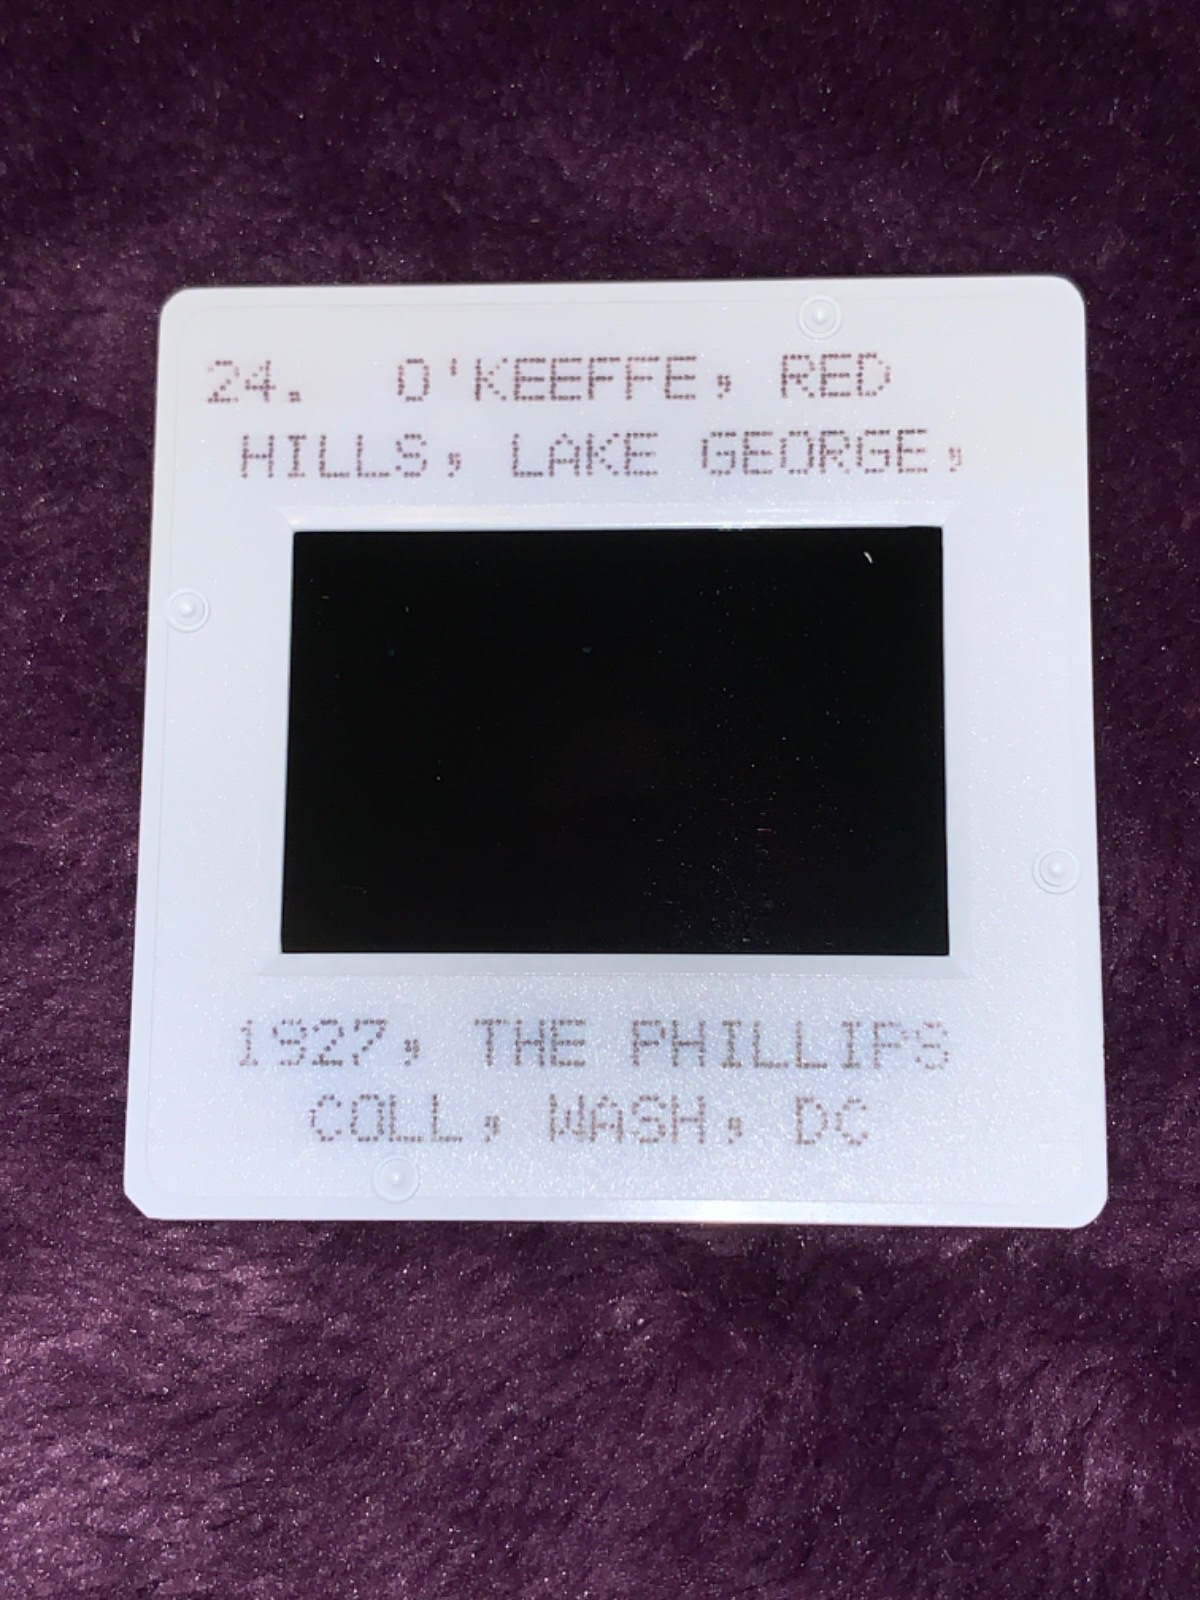 24. O'KEEFFE, RED
HILLS, LAKE GEORGE,
1927, THE PHILLIPS
COLL, WASH, DC